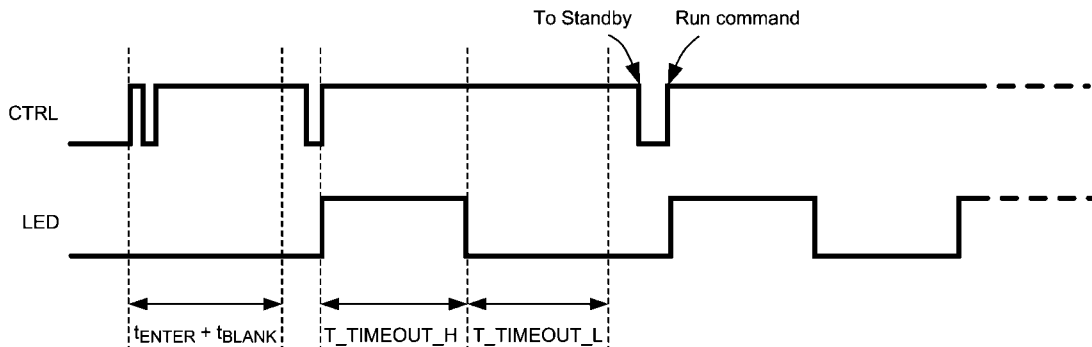 To Standby
Run command
CTRL
LED
tENTER + tBLANK
T_TIMEOUT_H
T_TIMEOUT_L